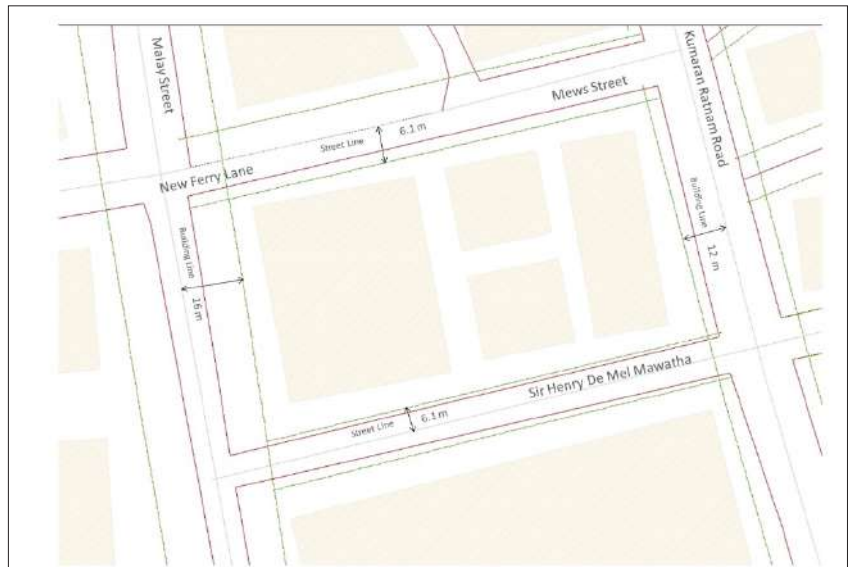 Malay Street
Kumaran Ratnam Road
Mews Street
6.1 m
Street Line
New Ferry Lane
Building Line
16 m
Building Line
12 m
Sir Henry De Mel Mawatha
6.1 m
Street Line